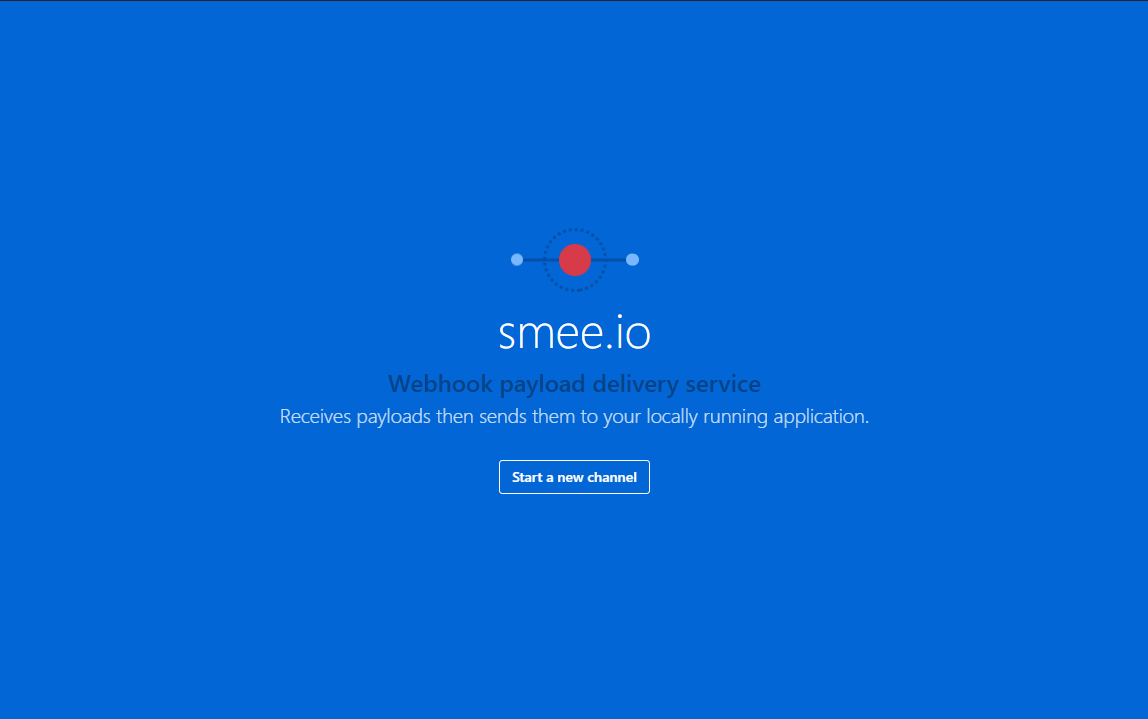 smee.io
Webhook payload delivery service
Receives payloads then sends them to your locally running application.
Start a new channel